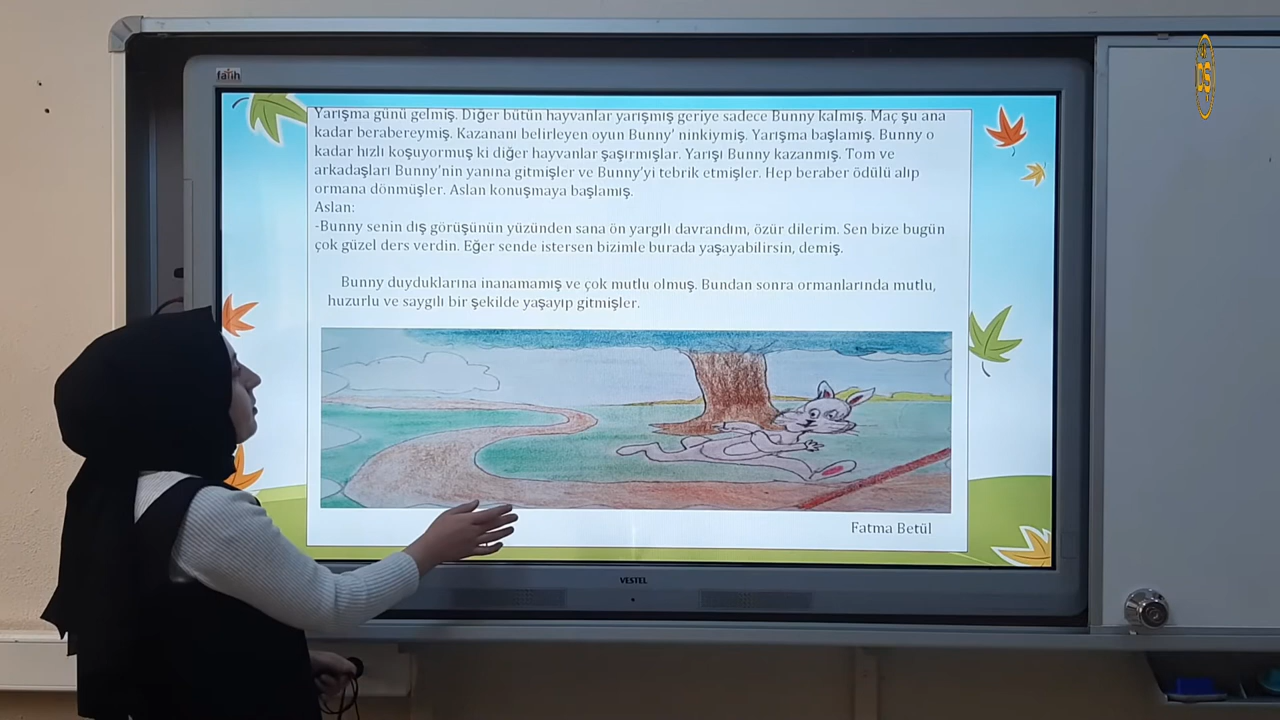 fatih
Yarışma günü gelmiş. Diğer bütün hayvanlar yarışmış geriye sadece Bunny kalmış. Maç şu ana
kadar berabereymiş. Kazananı belirleyen oyun Bunny' ninkiymiş. Yarışma başlamış. Bunny o
kadar hızlı koşuyormuş ki diğer hayvanlar şaşırmışlar. Yarışı Bunny kazanmış. Tom ve
arkadaşları Bunny'nin yanına gitmişler ve Bunny'yi tebrik etmişler. Hep beraber ödülü alıp
ormana dönmüşler. Aslan konuşmaya başlamış.
Aslan:
-Bunny senin dış görüşünün yüzünden sana ön yargılı davrandım, özür dilerim. Sen bize bugün
çok güzel ders verdin. Eğer sende istersen bizimle burada yaşayabilirsin, demiş.
Bunny duyduklarına inanamamış ve çok mutlu olmuş. Bundan sonra ormanlarında mutlu,
huzurlu ve saygılı bir şekilde yaşayıp gitmişler.
Fatma Betül
VESTEL